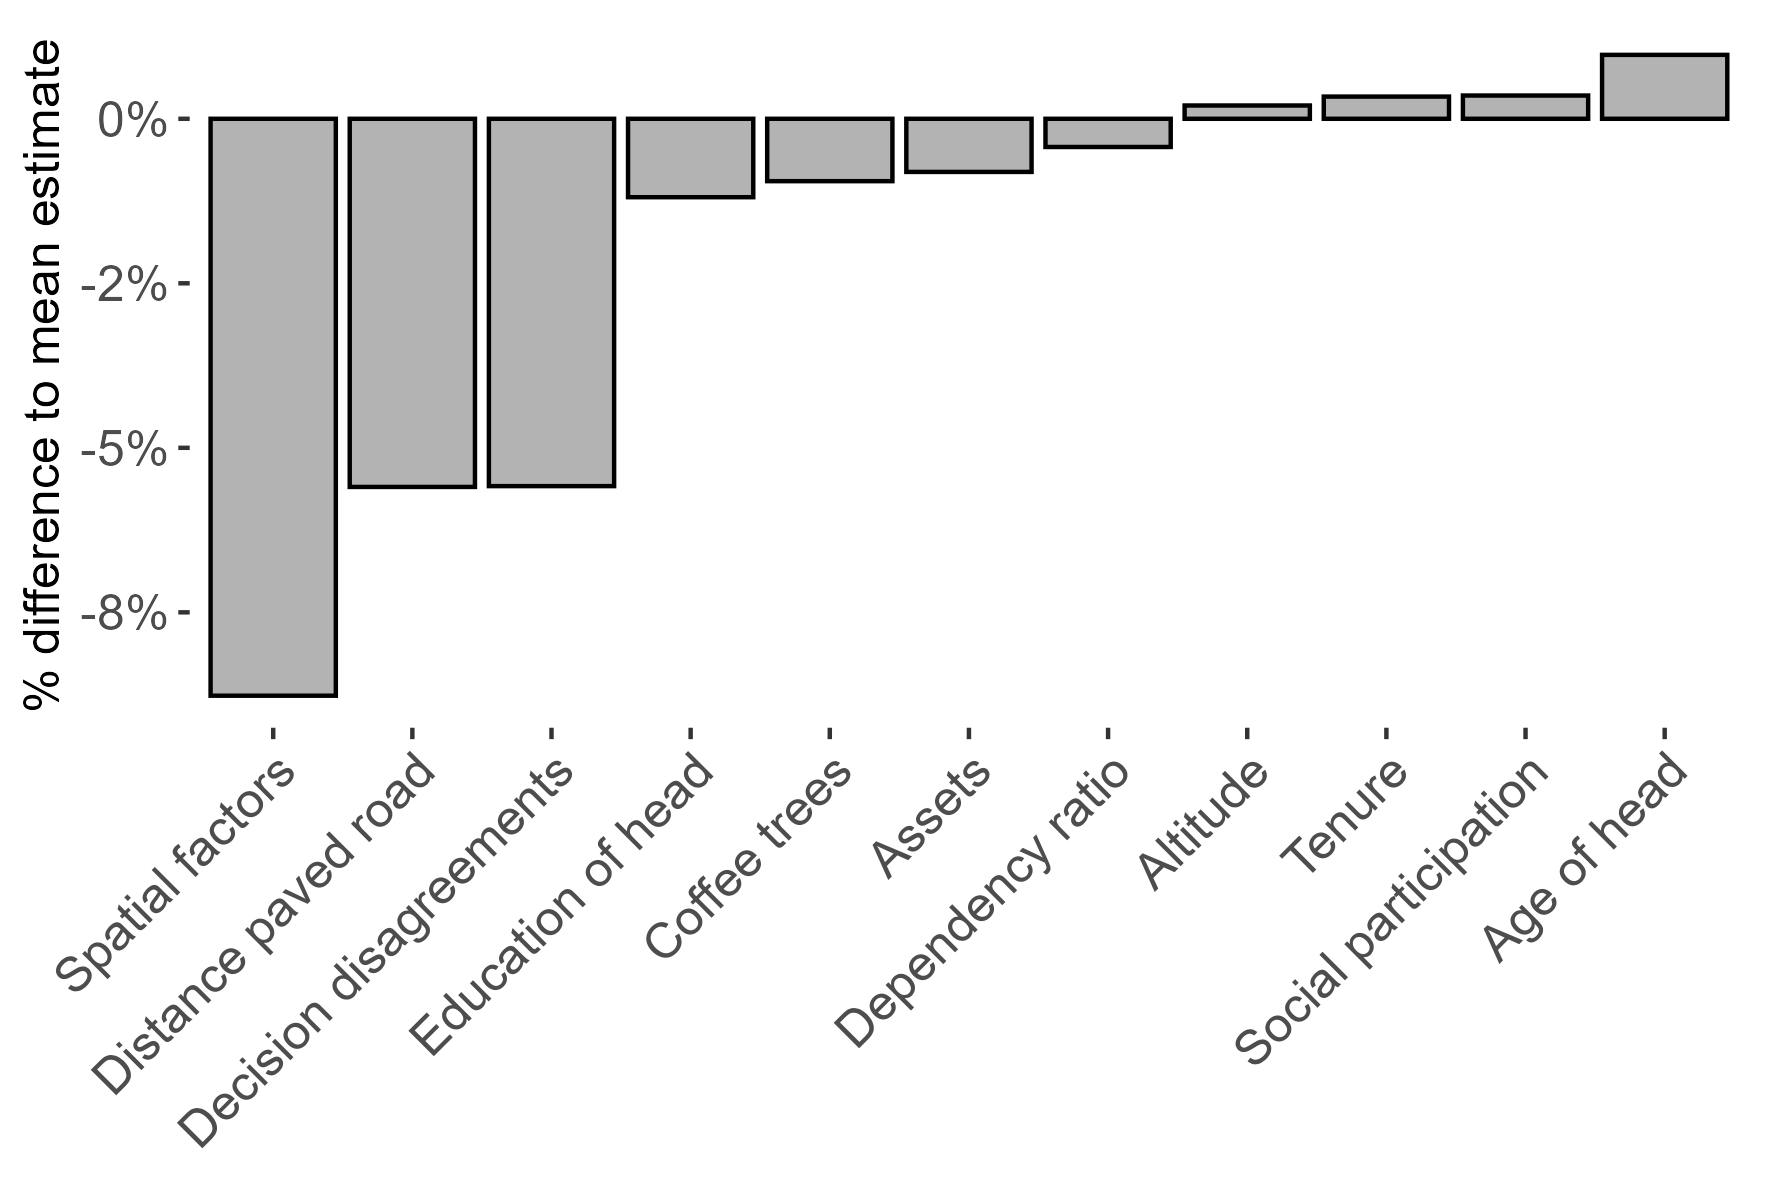 % difference to mean estimate
0%
-2%
-5%
-8%
Spatial factors
Distance paved road
Decision disagreements
Education of head
Coffee trees
Assets
Dependency ratio
Altitude
Tenure
Social participation
Age of head